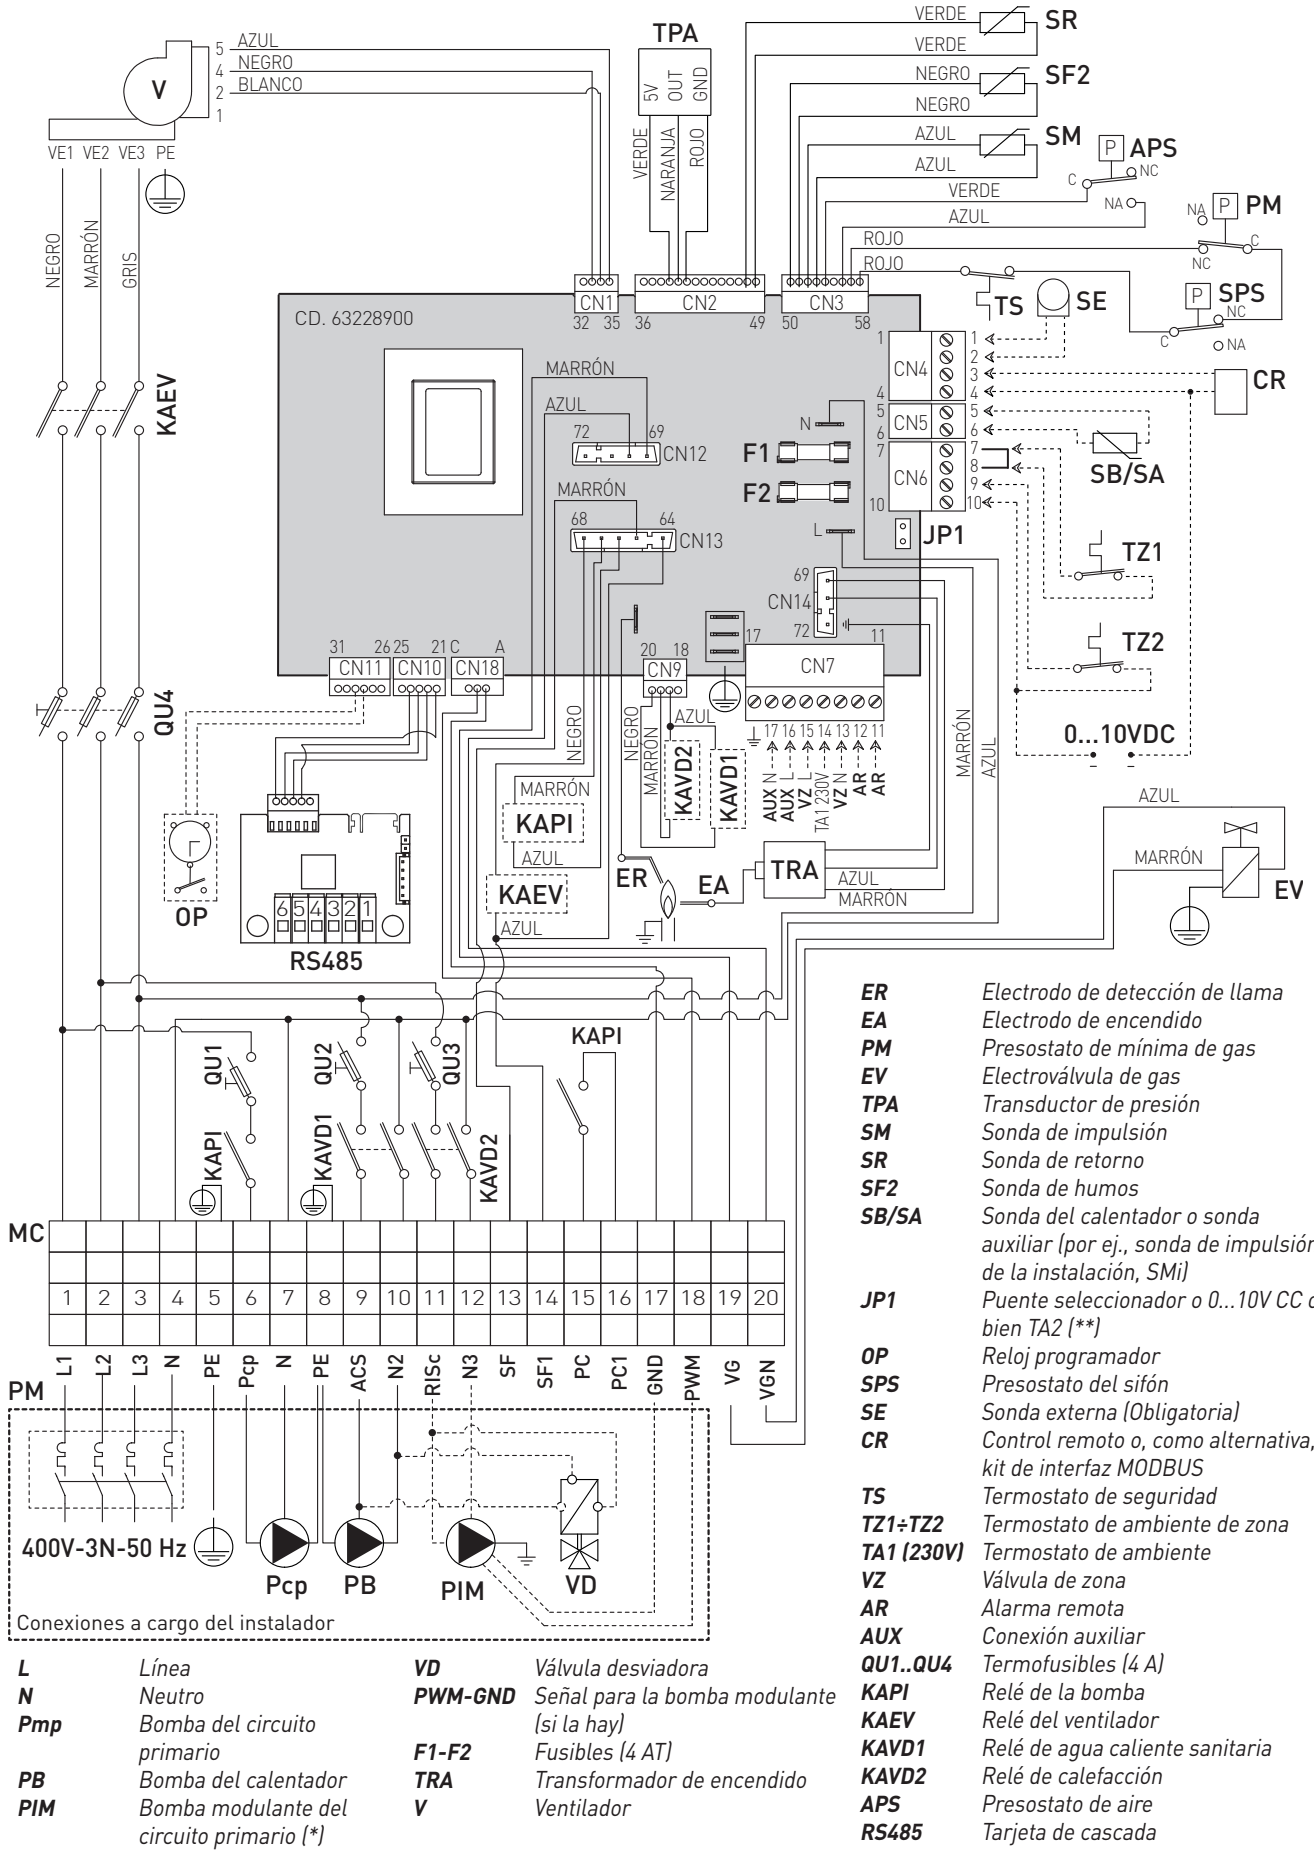 VERDE
SR
VERDE
NEGRO
SF2
NEGRO
AZUL
SM
AZUL
TPA
5V
OUT
GND
VERDE
NARANJA
ROJO
5 AZUL
4 NEGRO
2 BLANCO
1
V
VE1 VE2 VE3 PE
NEGRO
MARRÓN
GRIS
P APS
C
NC
NA
VERDE
AZUL
NA P PM
C
NC
ROJO
ROJO
TS
SE
P SPS
NC
C
NA
CN1
32 35
CN2
36 49
CN3
50 58
CD. 63228900
KAEV
MARRÓN
AZUL
72 69
CN12
MARRÓN
68 64
CN13
N
F1
F2
L
1 CN4 1
2
3
4 4
5 CN5 5
6 6
7 CN6 7
8
9
10 10
CR
SB/SA
JP1
TZ1
TZ2
0...10VDC
69
CN14
72
31 26 25 21 C A
CN11 CN10 CN18
20 18
CN9
17 11
CN7
17 16 15 14 13 12 11
AUX N
AUX L
VZ L
TA1 230V
VZ N
AR
AR
QU4
NEGRO
MARRÓN
KAPI
AZUL
KAEV
AZUL
NEGRO
MARRÓN
AZUL
KAVD2
KAVD1
MARRÓN
AZUL
ER
EA
TRA
AZUL
MARRÓN
AZUL
MARRÓN
EV
OP
6 5 4 3 2 1
RS485
QU1
QU2
QU3
KAPI
KAPI
KAVD1
KAVD2
MC
1 2 3 4 5 6 7 8 9 10 11 12 13 14 15 16 17 18 19 20
L1 L2 L3 N PE Pcp N PE ACS N2 RISc N3 SF SF1 PC PC1 GND PWM VG VGN
PM
400V-3N-50 Hz
Pcp
PB
PIM
VD
Conexiones a cargo del instalador
ER Electrodo de detección de llama
EA Electrodo de encendido
PM Presostato de mínima de gas
EV Electroválvula de gas
TPA Transductor de presión
SM Sonda de impulsión
SR Sonda de retorno
SF2 Sonda de humos
SB/SA Sonda del calentador o sonda
auxiliar (por ej., sonda de impulsión
de la instalación, SMi)
JP1 Puente seleccionador o 0...10V CC o
bien TA2 (**)
OP Reloj programador
SPS Presostato del sifón
SE Sonda externa (Obligatoria)
CR Control remoto o, como alternativa,
kit de interfaz MODBUS
TS Termostato de seguridad
TZ1÷TZ2 Termostato de ambiente de zona
TA1 (230V) Termostato de ambiente
VZ Válvula de zona
AR Alarma remota
AUX Conexión auxiliar
QU1..QU4 Termofusibles (4 A)
KAPI Relé de la bomba
KAEV Relé del ventilador
KAVD1 Relé de agua caliente sanitaria
KAVD2 Relé de calefacción
APS Presostato de aire
RS485 Tarjeta de cascada
L Línea
N Neutro
Pmp Bomba del circuito
primario
PB Bomba del calentador
PIM Bomba modulante del
circuito primario (*)
VD Válvula desviadora
PWM-GND Señal para la bomba modulante
(si la hay)
F1-F2 Fusibles (4 AT)
TRA Transformador de encendido
V Ventilador